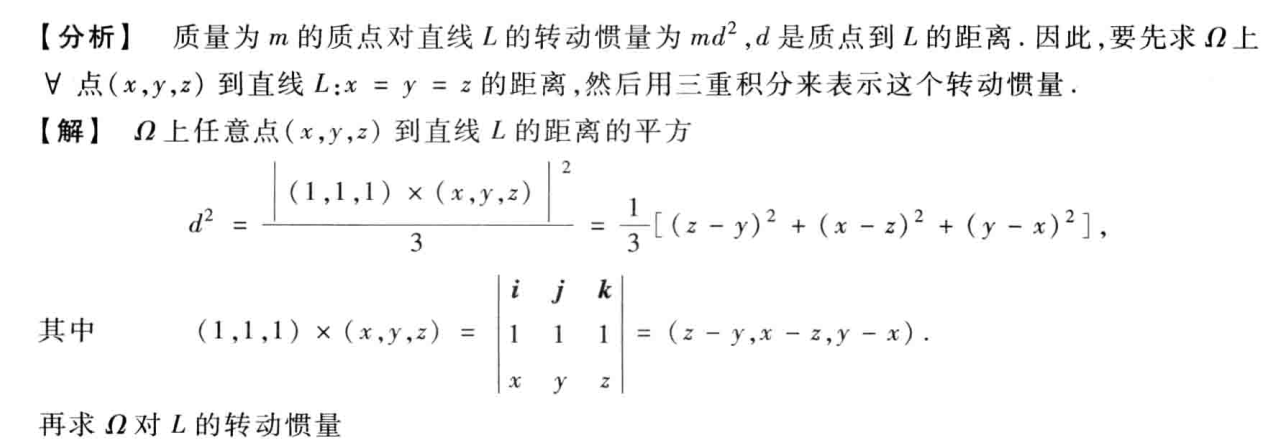 【分析】 质量为 m 的质点对直线 L 的转动惯量为 md²,d 是质点到 L 的距离.因此,要先求 Ω 上
∀ 点(x,y,z) 到直线 L:x = y = z 的距离,然后用三重积分来表示这个转动惯量.
【解】 Ω 上任意点(x,y,z) 到直线 L 的距离的平方
d² = |(1,1,1) × (x,y,z)|² / 3 = 1/3[(z − y)² + (x − z)² + (y − x)²],
其中 (1,1,1) × (x,y,z) = |i j k; 1 1 1; x y z| = (z − y,x − z,y − x).
再求 Ω 对 L 的转动惯量